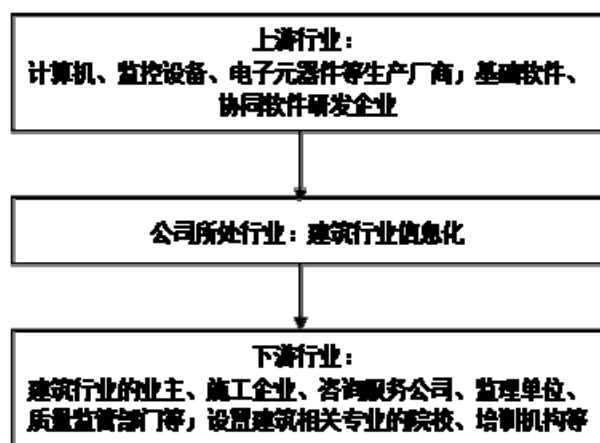 上游行业：
计算机、监控设备、电子元器件等生产厂商；基础软件、
协同软件研发企业
公司所处行业：建筑行业信息化
下游行业：
建筑行业的业主、施工企业、咨询服务公司、监理单位、
质量监管部门等；设置建筑相关专业的院校、培训机构等